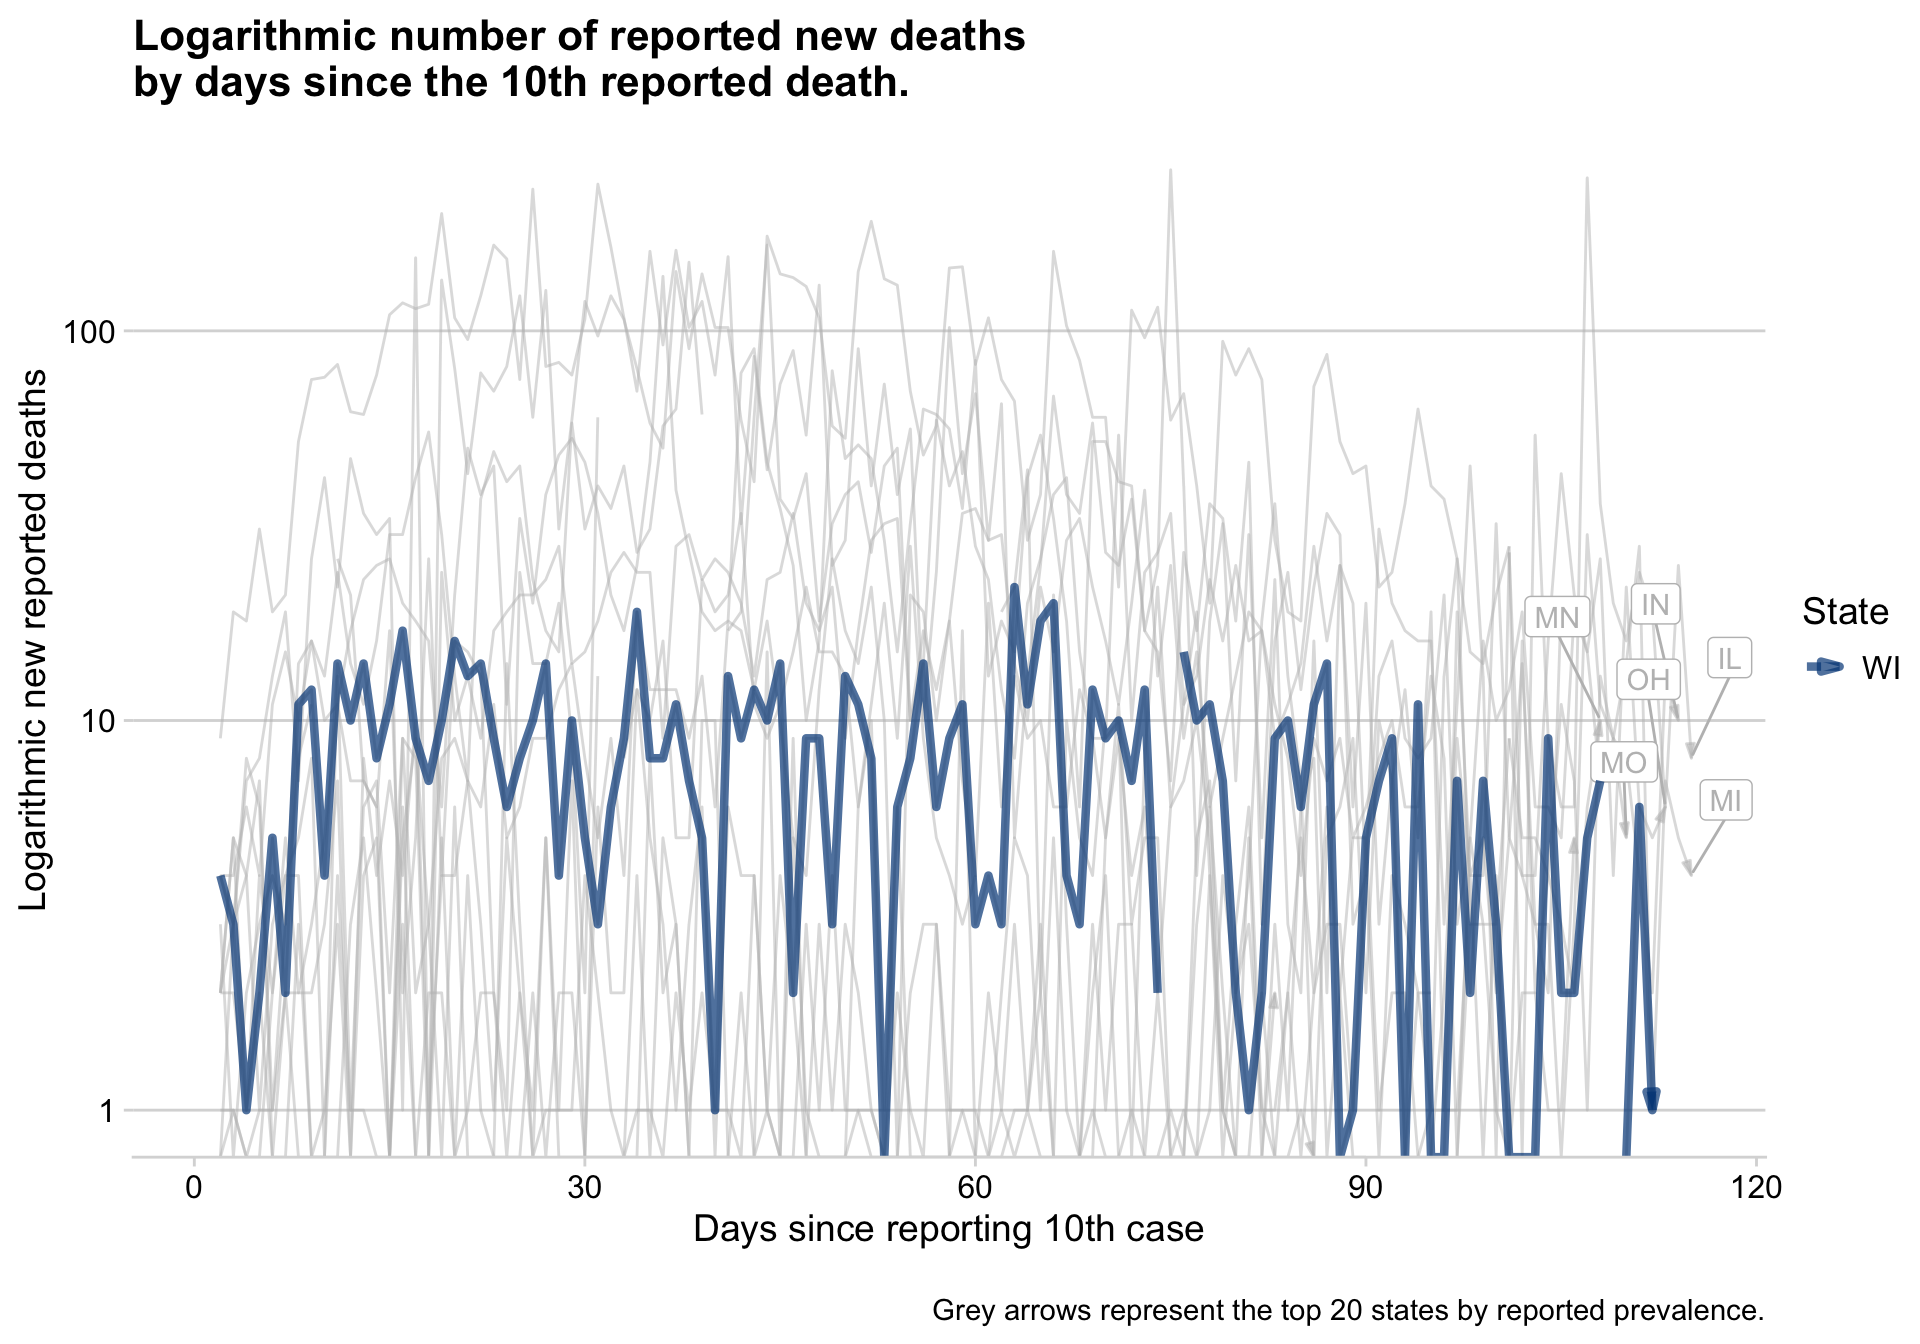 Logarithmic number of reported new deaths
by days since the 10th reported death.
Logarithmic new reported deaths
100
10
1
0
30
60
90
120
Days since reporting 10th case
MN
IN
IL
OH
MO
MI
State
WI
Grey arrows represent the top 20 states by reported prevalence.